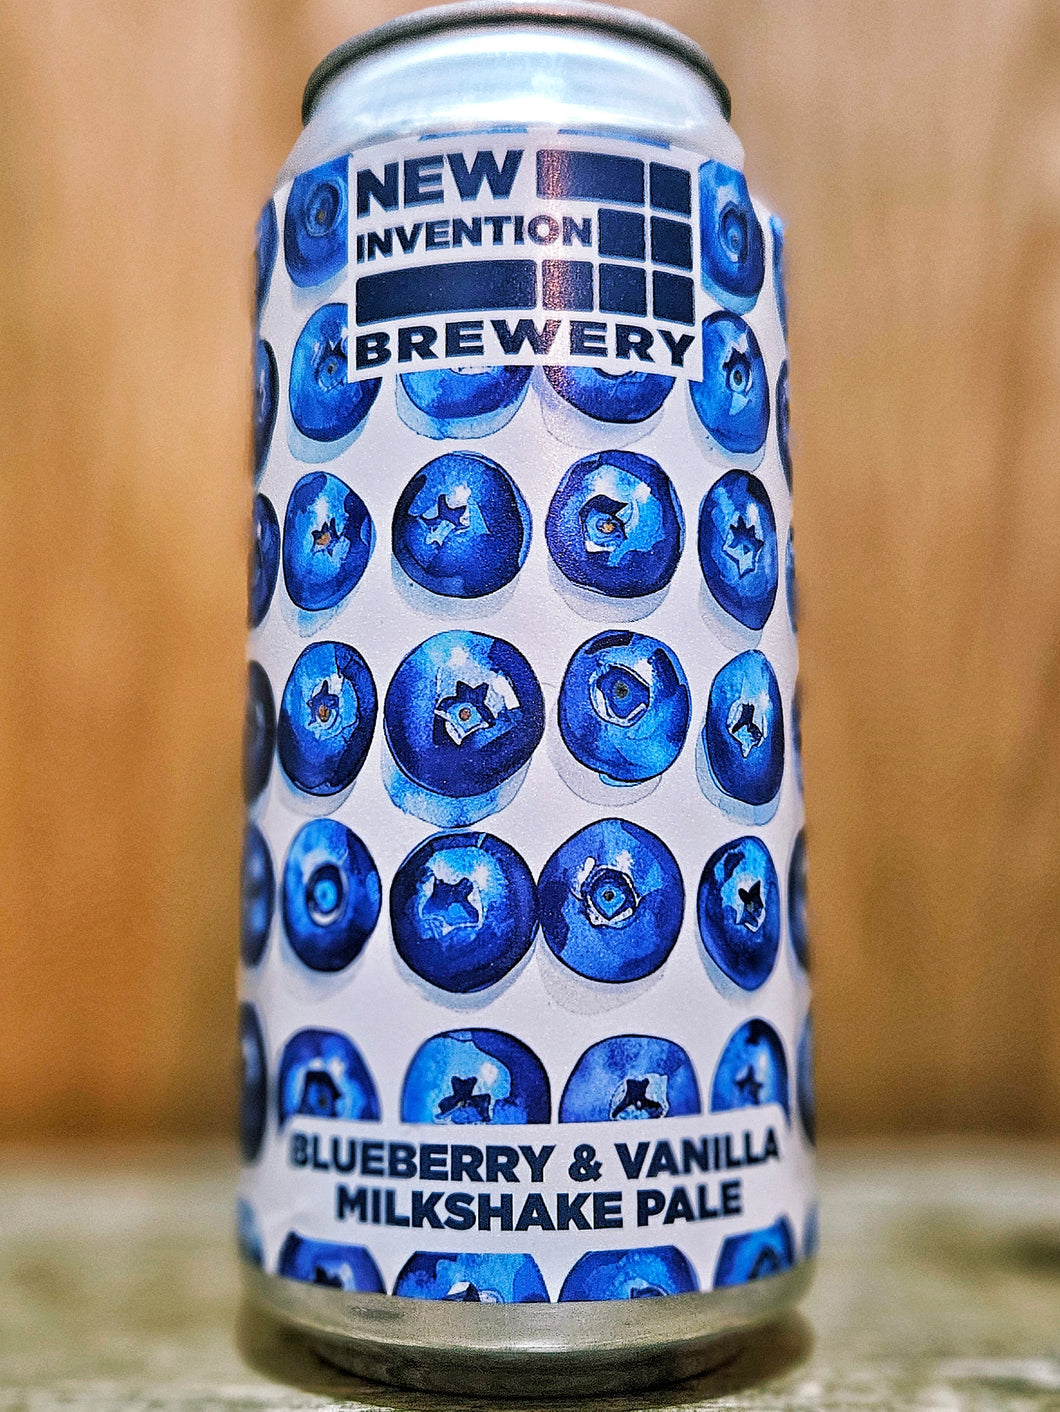 NEW
INVENTION
BREWERY
BLUEBERRY & VANILLA
MILKSHAKE PALE